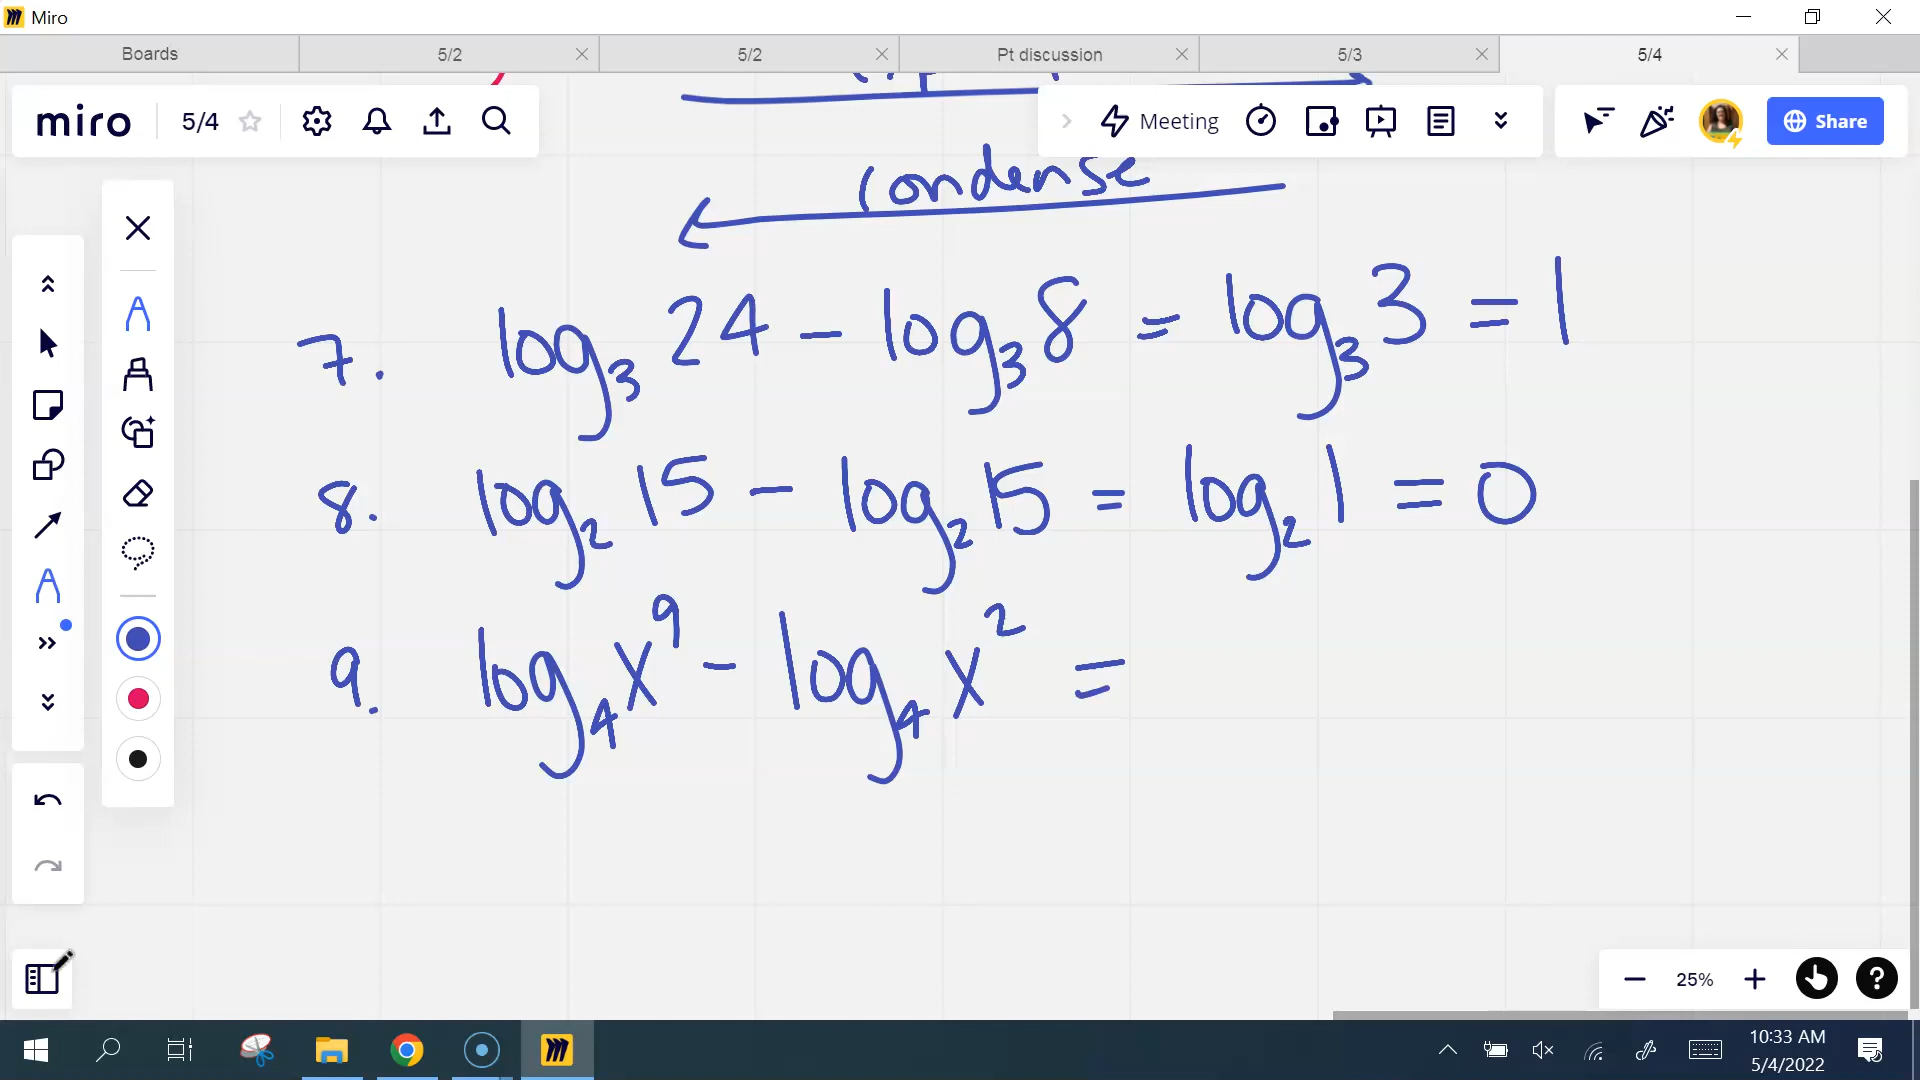 Miro
Boards 5/2 5/2 Pt discussion 5/3 5/4
miro 5/4 Meeting Share
condense
7. log₃ 24 - log₃ 8 = log₃ 3 = 1
8. log₂ 15 - log₂ 15 = log₂ 1 = 0
9. log₄ x⁹ - log₄ x² =
25%
10:33 AM
5/4/2022